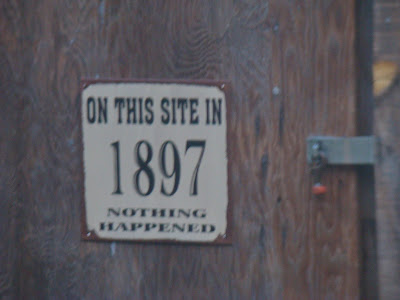 ON THIS SITE IN
1897
NOTHING
HAPPENED